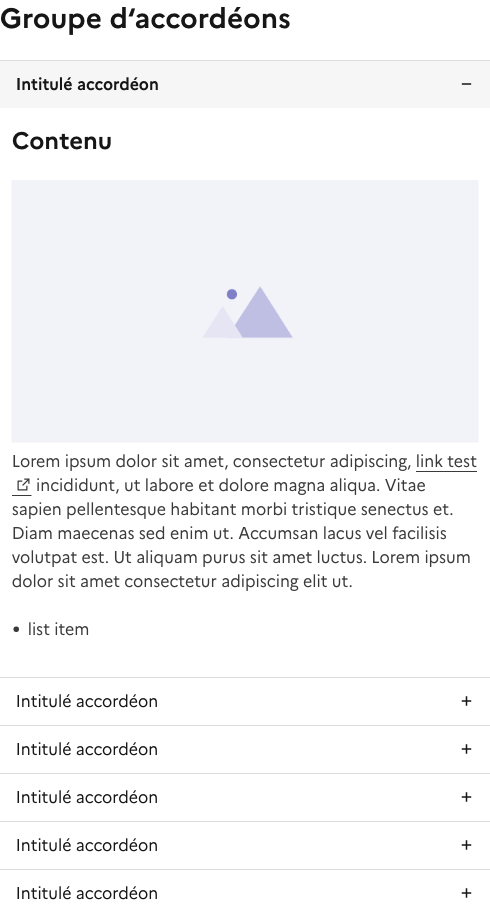 Groupe d‘accordéons
Intitulé accordéon
Contenu
Lorem ipsum dolor sit amet, consectetur adipiscing, link test
incididunt, ut labore et dolore magna aliqua. Vitae
sapien pellentesque habitant morbi tristique senectus et.
Diam maecenas sed enim ut. Accumsan lacus vel facilisis
volutpat est. Ut aliquam purus sit amet luctus. Lorem ipsum
dolor sit amet consectetur adipiscing elit ut.
• list item
Intitulé accordéon
Intitulé accordéon
Intitulé accordéon
Intitulé accordéon
Intitulé accordéon